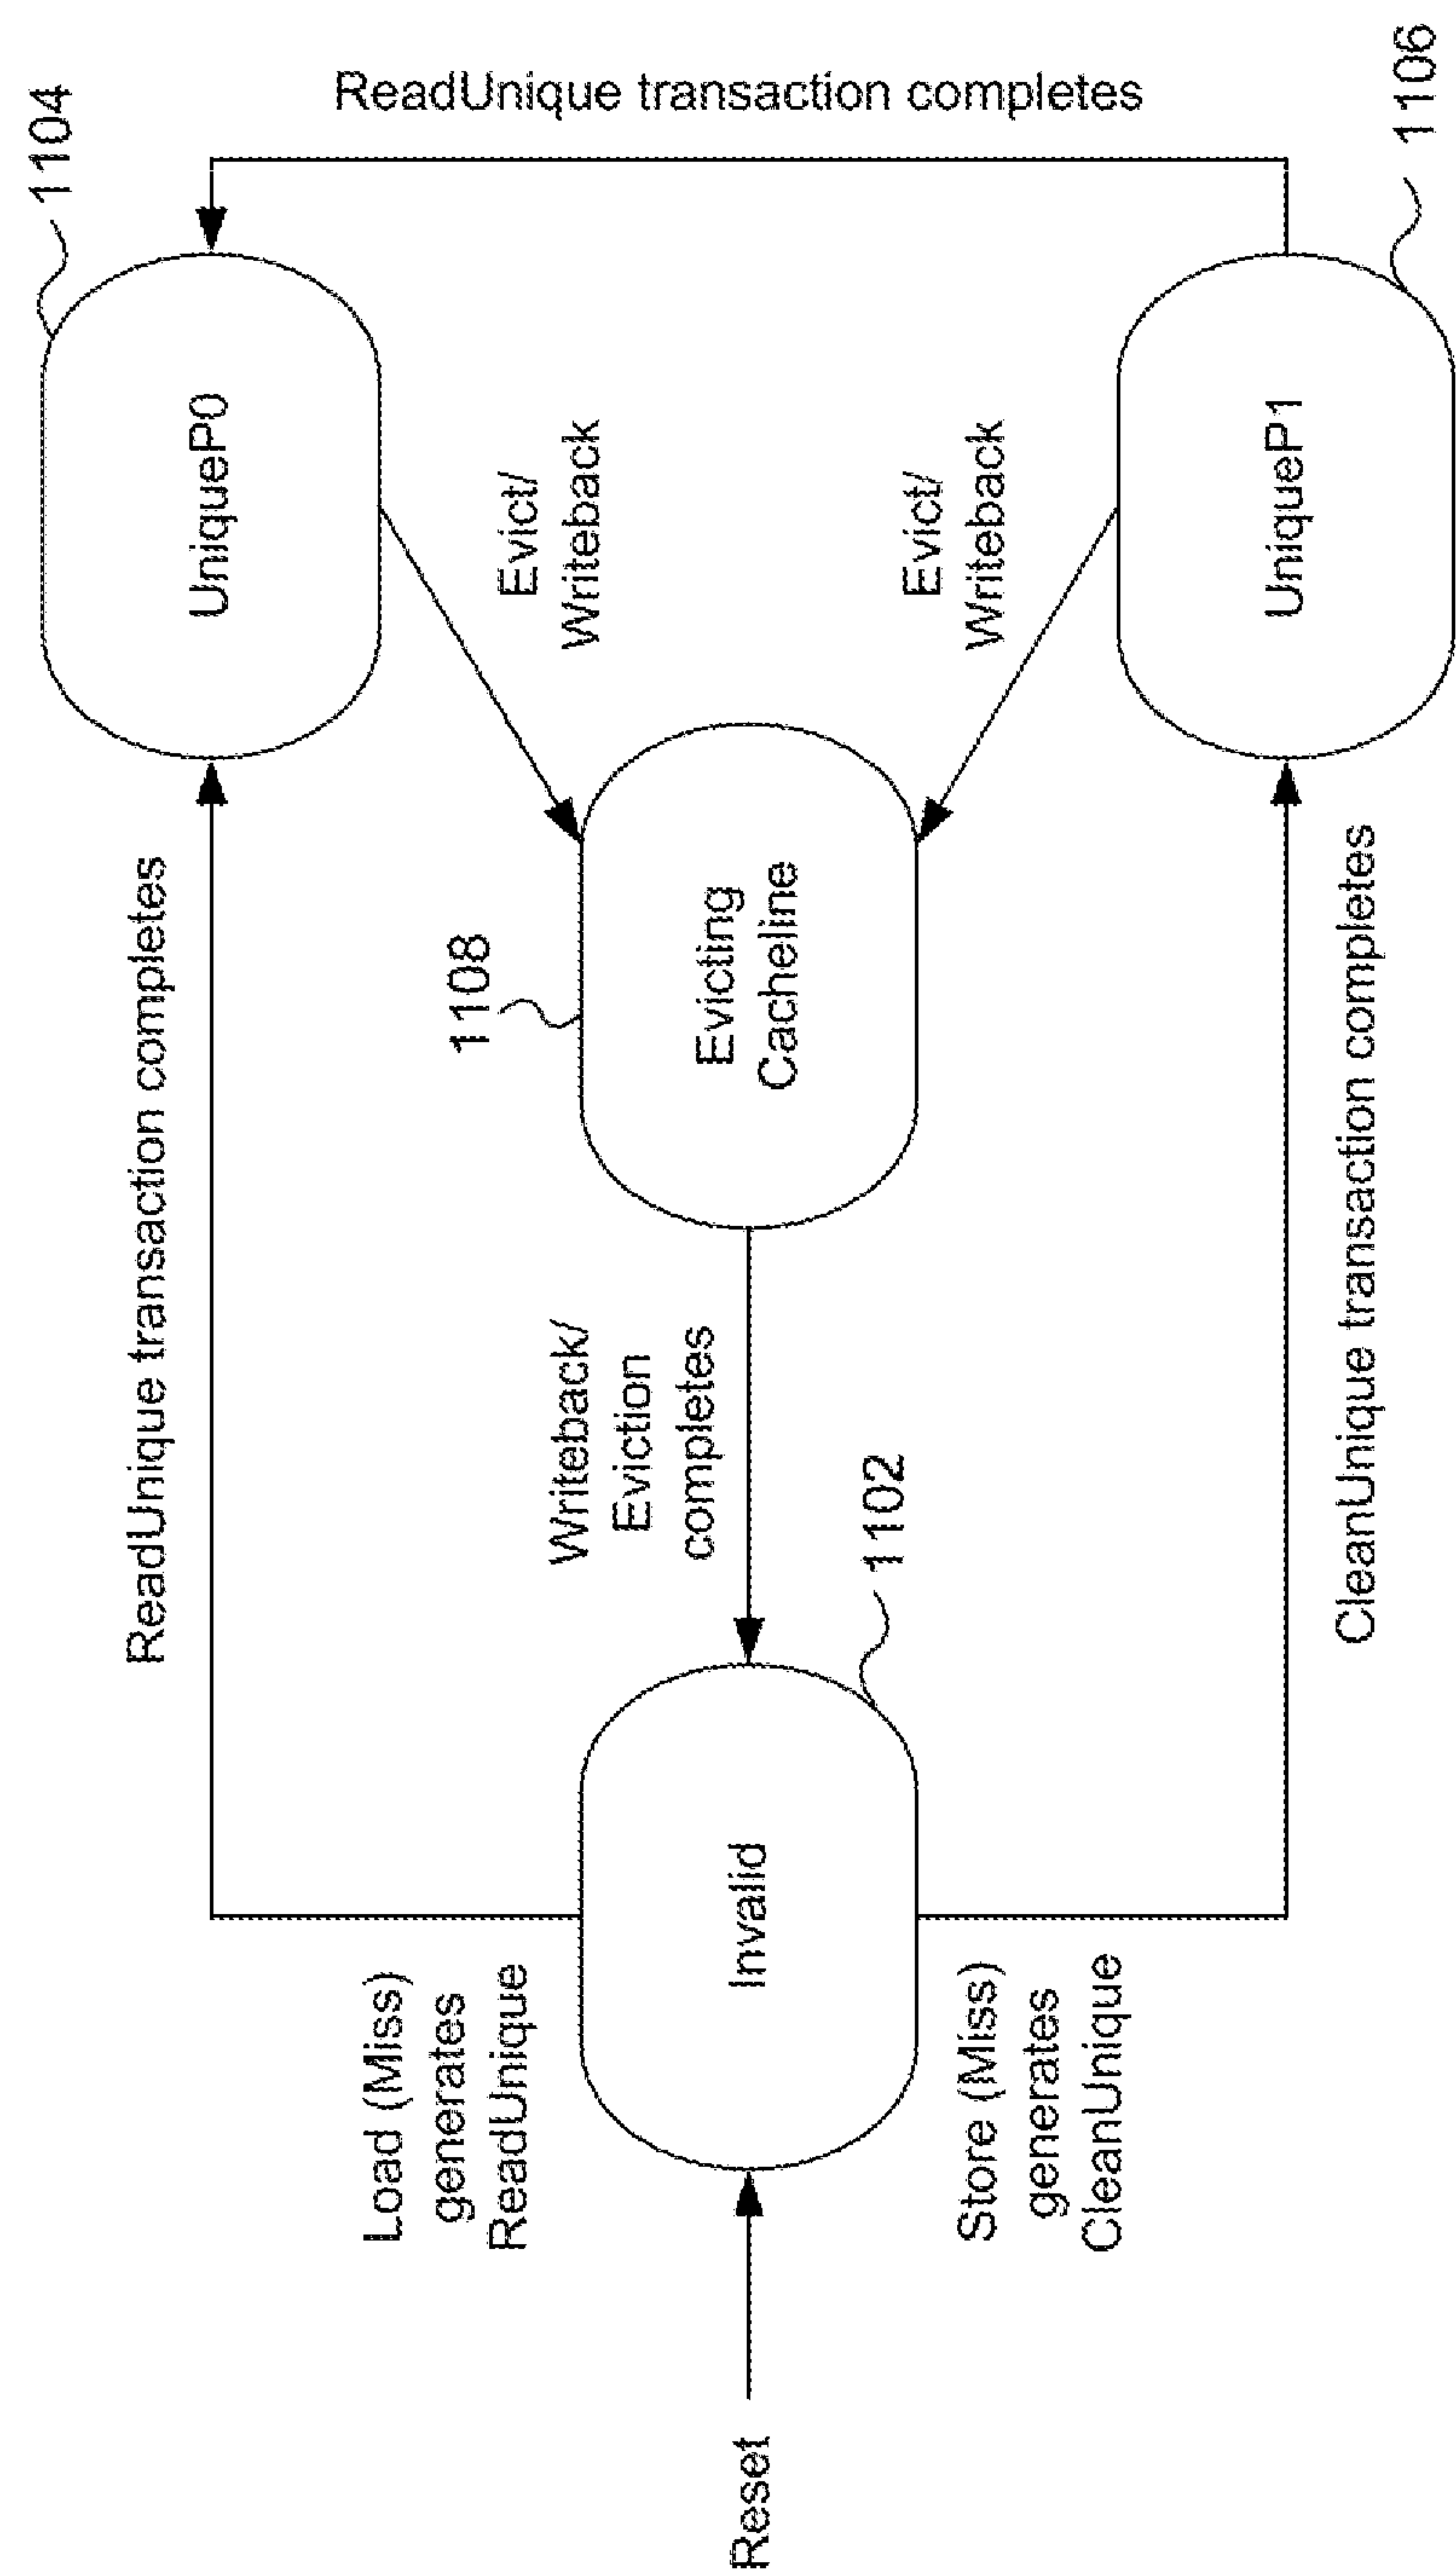 Reset
Load (Miss)
generates
ReadUnique
Invalid
Store (Miss)
generates
CleanUnique
1102
Writeback/
Eviction
completes
ReadUnique transaction completes
CleanUnique transaction completes
1108
Evicting
Cacheline
Evict/
Writeback
Evict/
Writeback
UniqueP0
1104
UniqueP1
1106
ReadUnique transaction completes